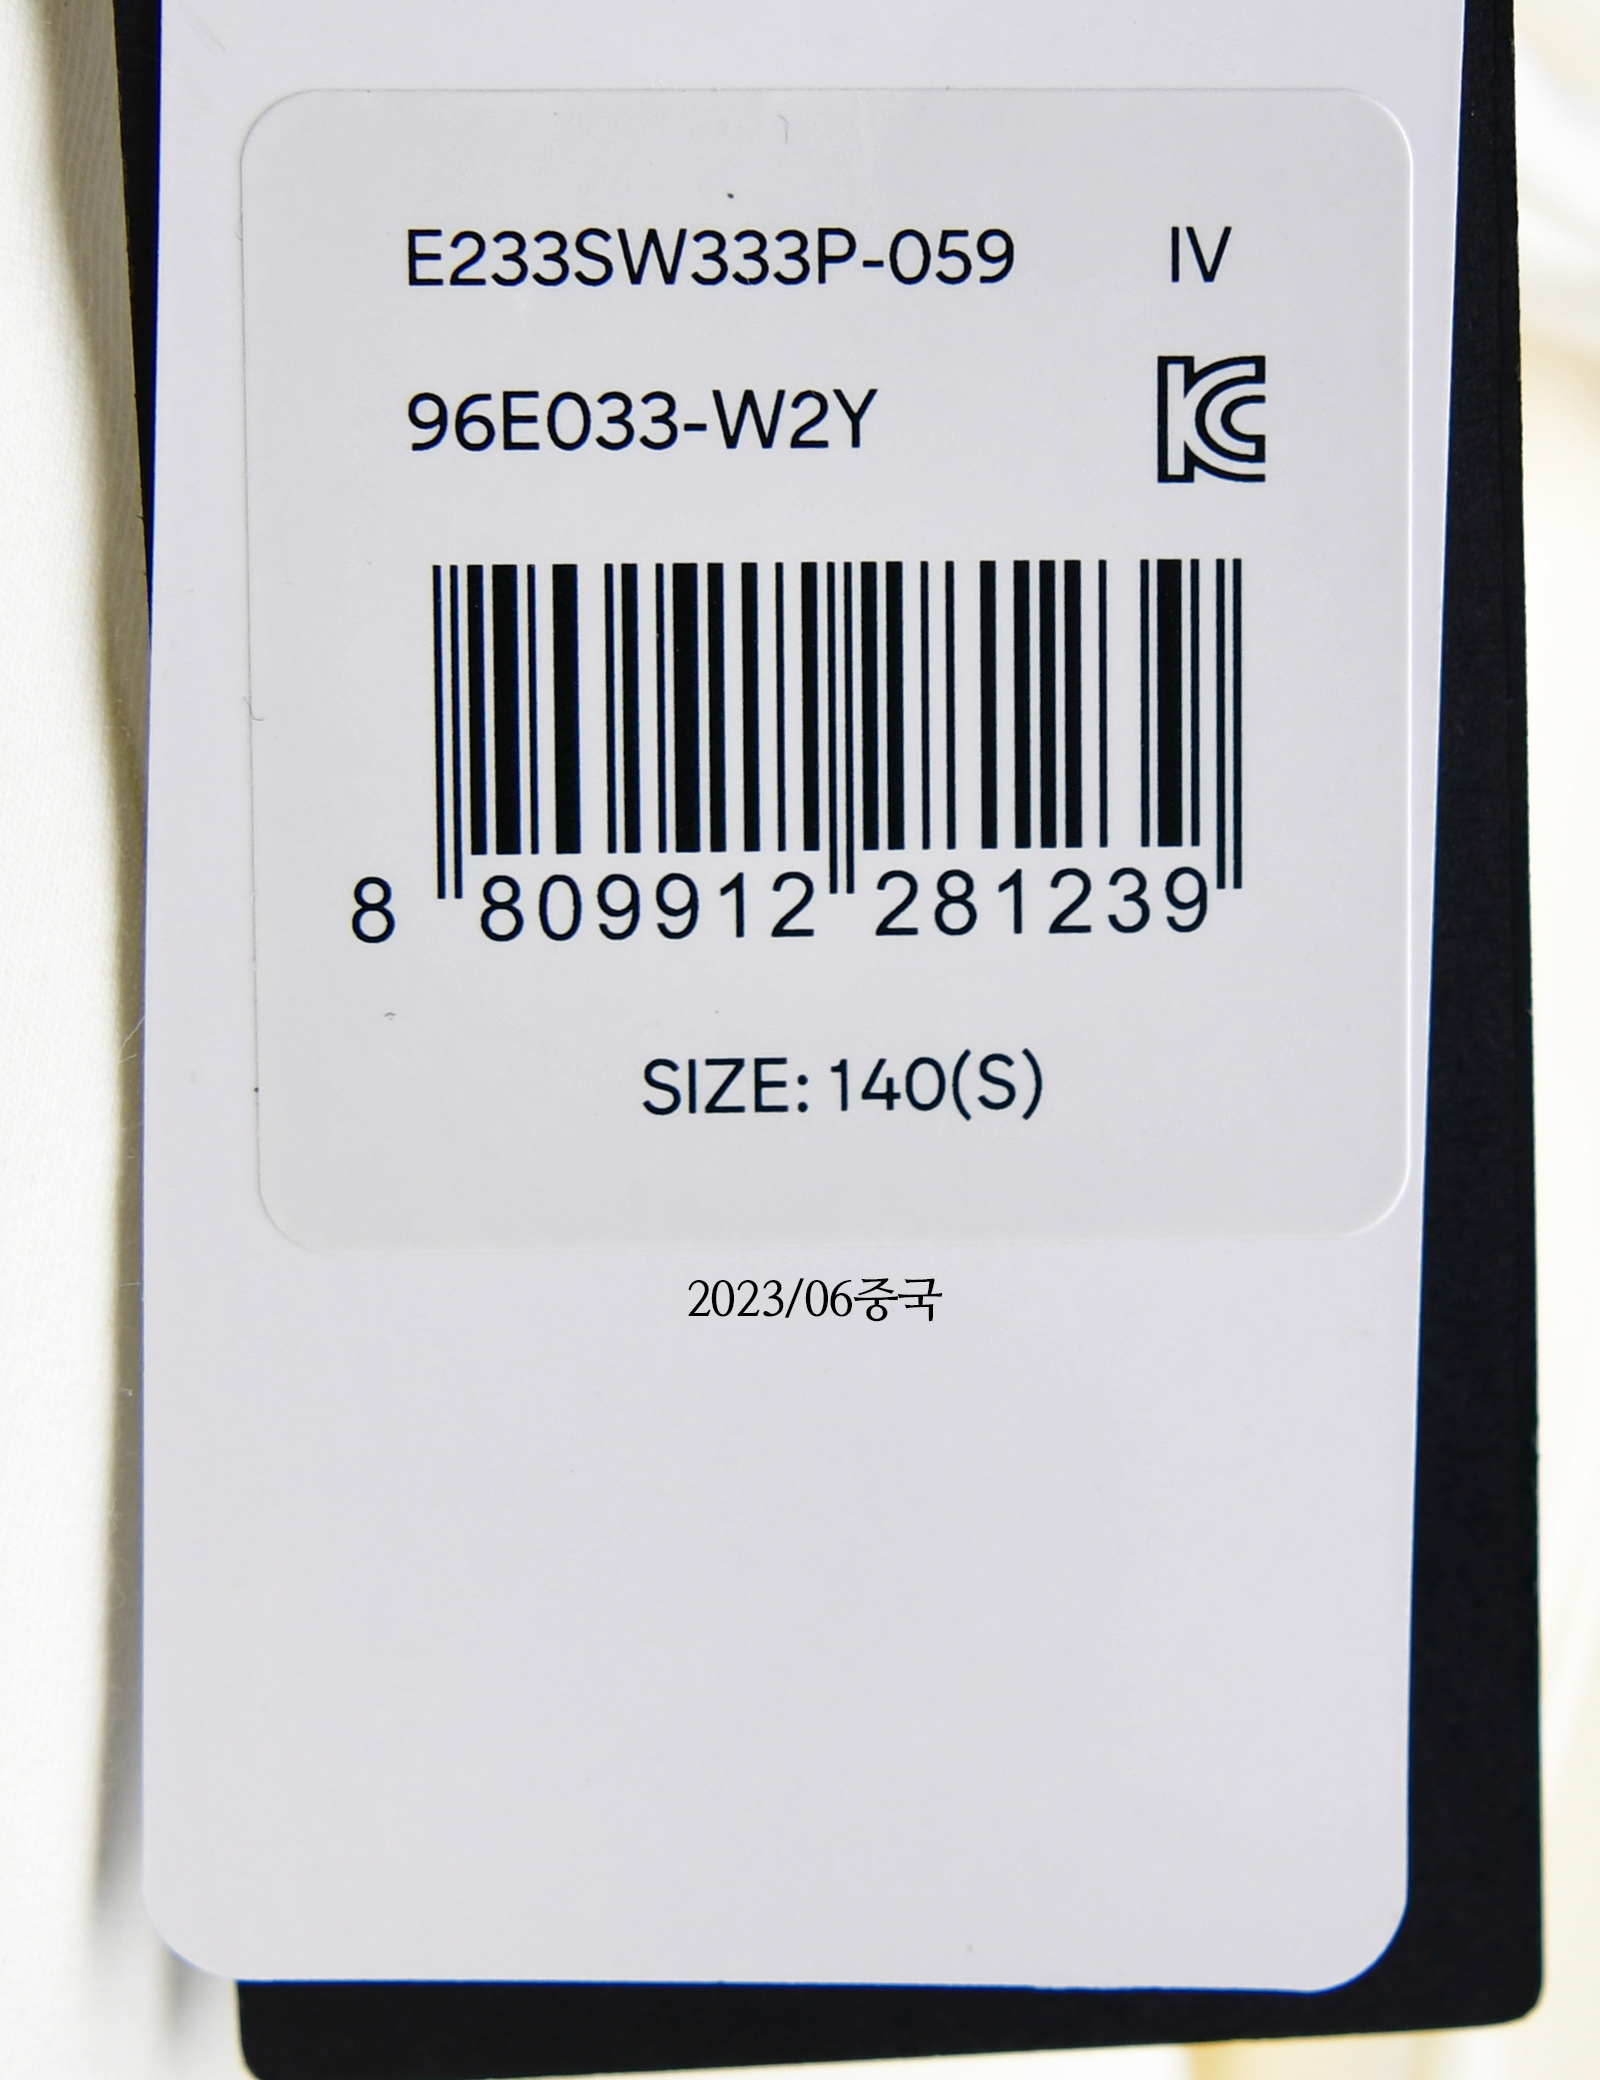 E233SW333P-059 IV
96E033-W2Y
8 809912 281239
SIZE: 140(S)
2023/06중국